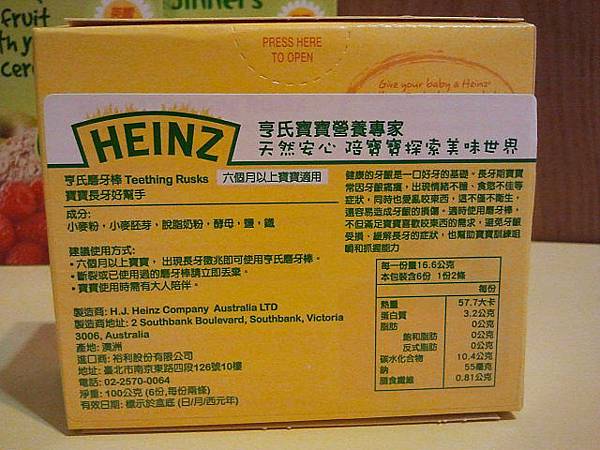 fruit
th y
cer
Dinners
PRESS HERE
TO OPEN
Give your baby a Heinz
HEINZ
亨氏寶寶營養專家
天然安心 陪寶寶探索美味世界
亨氏磨牙棒 Teething Rusks 六個月以上寶寶適用
寶寶長牙好幫手
成分:
小麥粉，小麥胚芽，脫脂奶粉，酵母，鹽，鐵
建議使用方式:
• 六個月以上寶寶， 出現長牙徵兆即可使用亨氏磨牙棒。
• 斷裂或已使用過的磨牙棒請立即丟棄。
• 寶寶使用時需有大人陪伴。
製造商: H.J. Heinz Company Australia LTD
製造商地址: 2 Southbank Boulevard, Southbank, Victoria
3006, Australia
產地: 澳洲
進口商: 裕利股份有限公司
地址: 臺北市南京東路四段126號10樓
電話: 02-2570-0064
淨重: 100公克 (6份,每份兩條)
有效日期: 標示於盒底 (日/月/西元年)
健康的牙齦是一口好牙的基礎。長牙期寶寶
常因牙齦痛癢，出現情緒不穩、食慾不佳等
症狀，同時也愛亂咬東西，這不僅不衛生，
還容易造成牙齦的損傷。適時使用磨牙棒，
不但滿足寶寶喜歡咬東西的需求，避免牙齦
受損、緩解長牙的症狀，也幫助寶寶訓練咀
嚼和抓握能力
每一份量16.6公克
本包裝含6份 1份2條
每份
熱量 57.7大卡
蛋白質 3.2公克
脂肪 0公克
飽和脂肪 0公克
反式脂肪 0公克
碳水化合物 10.4公克
鈉 55毫克
膳食纖維 0.81公克